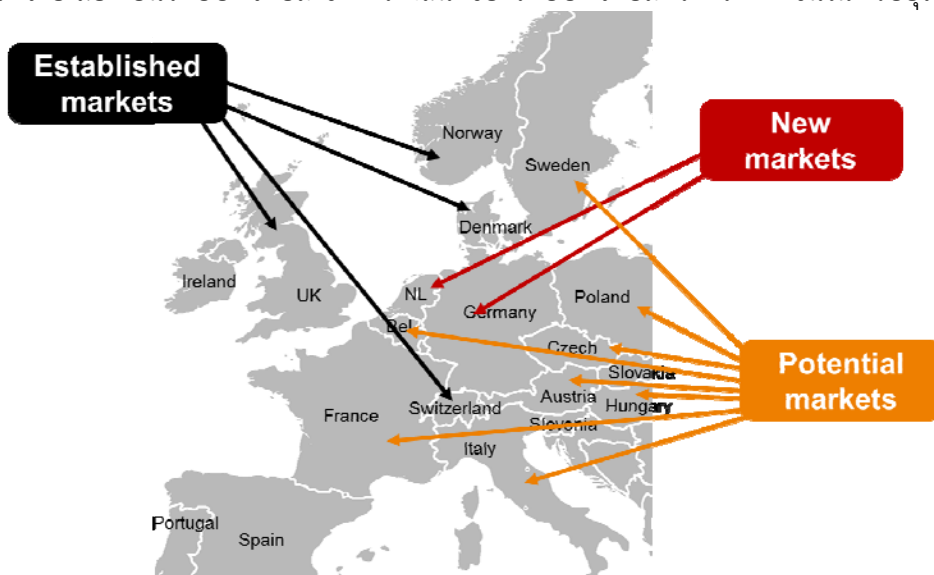 Established
markets
New
markets
Norway
Sweden
Denmark
Ireland
UK
NL
Germany
Poland
Bel
Czech
Slovakia
Potential
markets
Austria
Hungary
Switzerland
France
Slovenia
Italy
Portugal
Spain